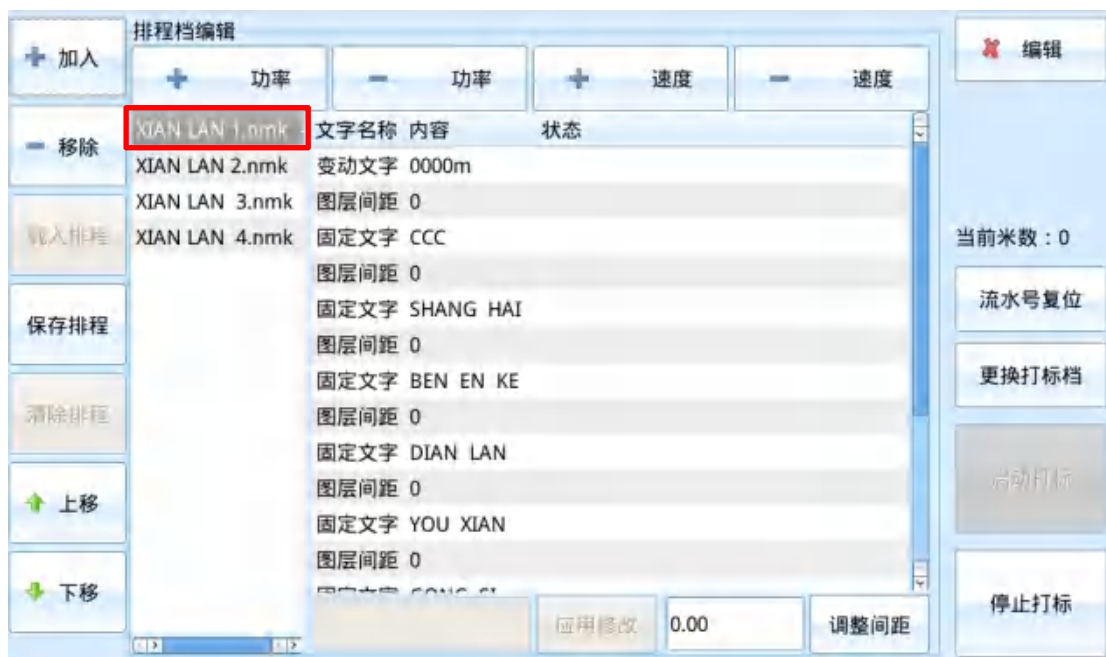 排程档编辑
加入
功率
功率
速度
速度
编辑
移除
载入排程
保存排程
清除排程
上移
下移
XIAN LAN 1.nmk
XIAN LAN 2.nmk
XIAN LAN 3.nmk
XIAN LAN 4.nmk
文字名称 内容 状态
变动文字 0000m
图层间距 0
固定文字 CCC
图层间距 0
固定文字 SHANG HAI
图层间距 0
固定文字 BEN EN KE
图层间距 0
固定文字 DIAN LAN
图层间距 0
固定文字 YOU XIAN
图层间距 0
固定文字 GONG SI
应用修改
0.00
调整间距
当前米数：0
流水号复位
更换打标档
启动打标
停止打标